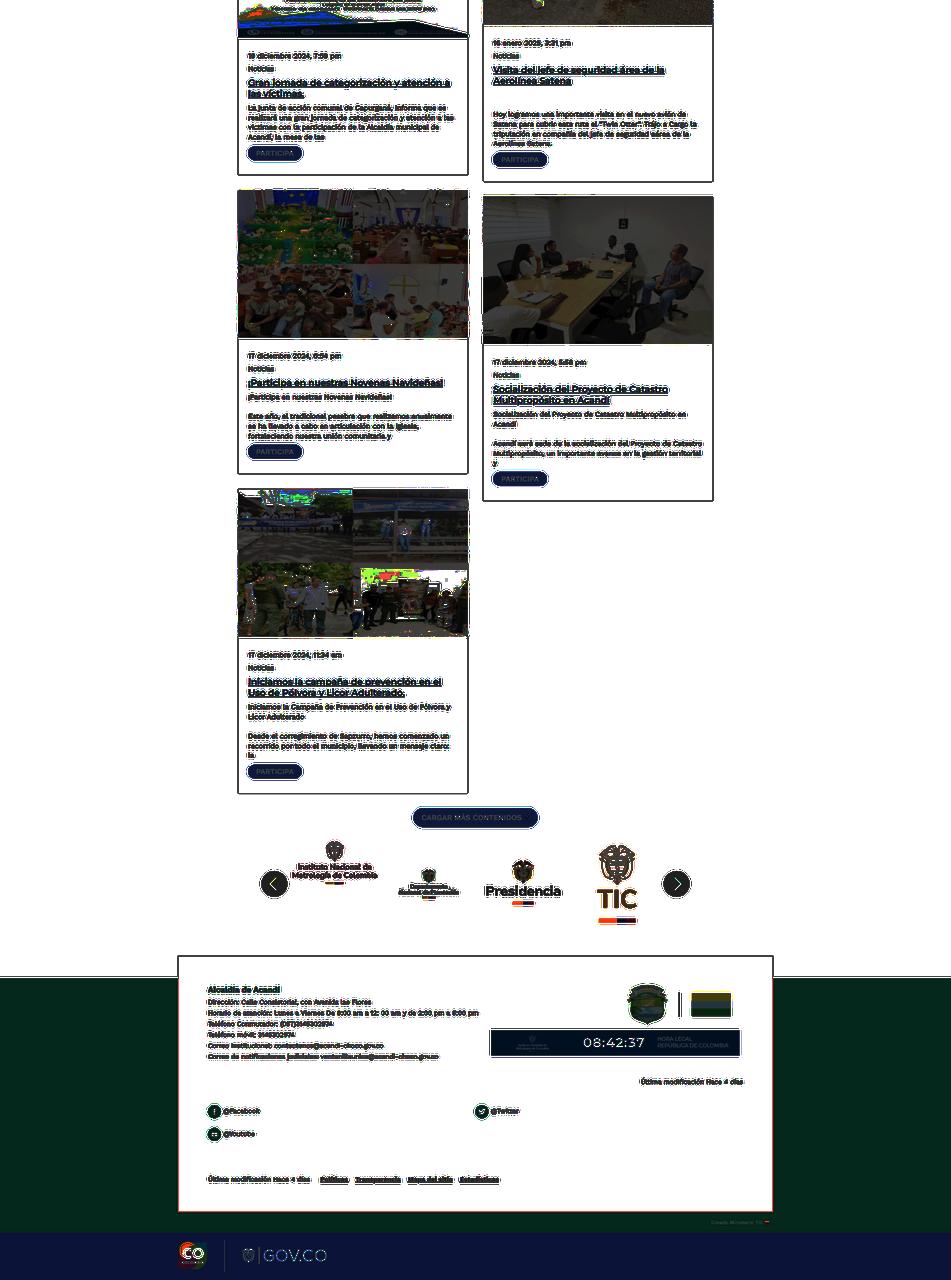 19 diciembre 2024, 7:59 pm
Noticias
Gran jornada de categorización y atención a
las víctimas.
La junta de acción comunal de Capurganá, informa que se
realizará una gran jornada de categorización y atención a las
víctimas con la participación de la Alcaldía municipal de
Acandí, la mesa de las
PARTICIPA
17 diciembre 2024, 6:54 pm
Noticias
¡Participa en nuestras Novenas Navideñas!
¡Participa en nuestras Novenas Navideñas!
Este año, el tradicional pesebre que realizamos anualmente
se ha llevado a cabo en articulación con la iglesia,
fortaleciendo nuestra unión comunitaria y
PARTICIPA
17 diciembre 2024, 11:34 am
Noticias
Iniciamos la campaña de prevención en el
Uso de Pólvora y Licor Adulterado.
Iniciamos la Campaña de Prevención en el Uso de Pólvora y
Licor Adulterado
Desde el corregimiento de Sapzurro, hemos comenzado un
recorrido por todo el municipio, llevando un mensaje claro:
la
PARTICIPA
16 enero 2025, 3:31 pm
Noticias
Visita del jefe de seguridad área de la
Aerolínea Satena
Hoy logramos una importante visita en el nuevo avión de
Satena para cubrir esta ruta el "Twin Otter". Trajo a Cargo la
tripulación en compañía del jefe de seguridad aérea de la
Aerolínea Satena.
PARTICIPA
17 diciembre 2024, 5:58 pm
Noticias
Socialización del Proyecto de Catastro
Multipropósito en Acandí
Socialización del Proyecto de Catastro Multipropósito en
Acandí
Acandí será sede de la socialización del Proyecto de Catastro
Multipropósito, un importante avance en la gestión territorial
y
PARTICIPA
CARGAR MÁS CONTENIDOS
Instituto Nacional de
Metrología de Colombia
Presidencia
TIC
Alcaldía de Acandí
Dirección: Calle Consistorial, con Avenida las Flores
Horario de atención: Lunes a Viernes De 8:00 am a 12: 00 am y de 2:00 pm a 6:00 pm
Teléfono Conmutador: (057)3148302974
Teléfono móvil: 3148302974
Correo institucional: contactenos@acandi-choco.gov.co
Correo de notificaciones judiciales:
08:42:37
HORA LEGAL
REPÚBLICA DE COLOMBIA
Última modificación Hace 4 días
@Facebook
@Twitter
@Youtube
Última modificación Hace 4 días
Políticas
Transparencia
Mapa del sitio
Estadísticas
CO
GOV.CO